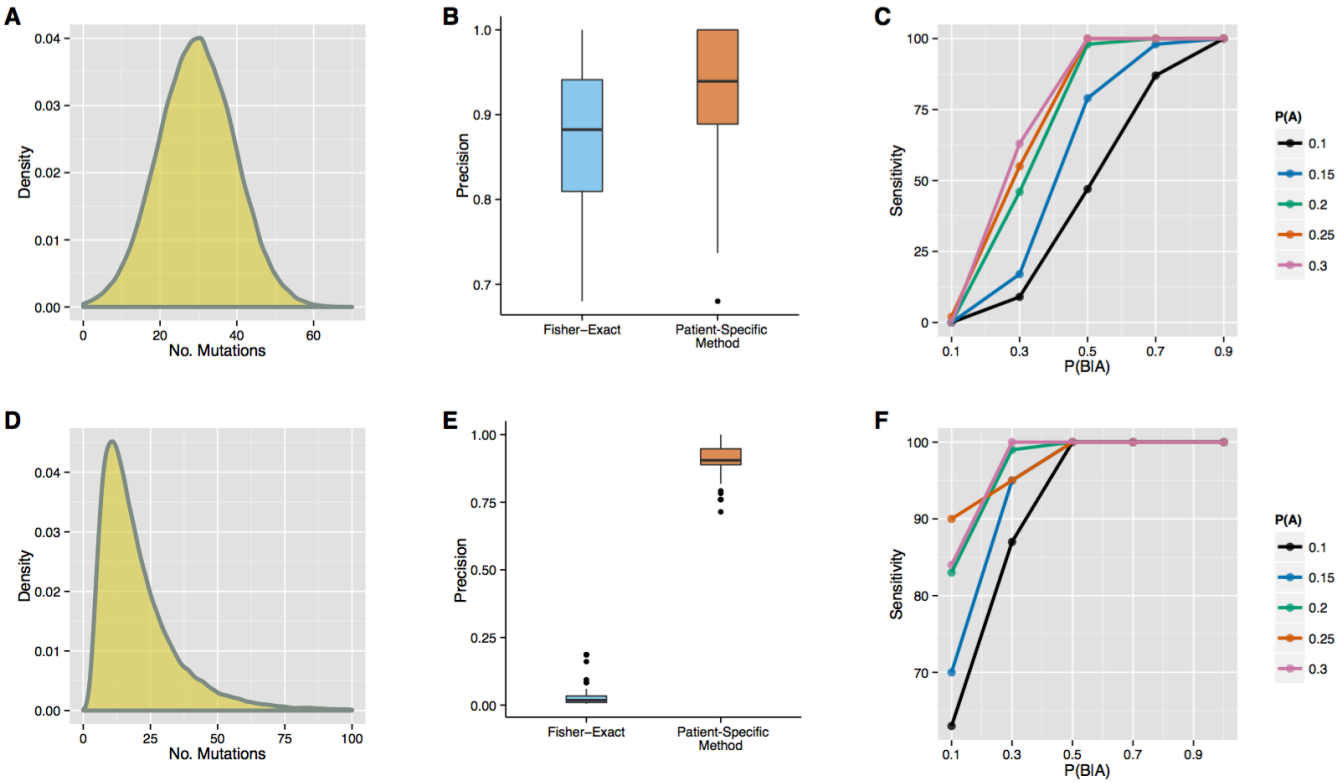 A
Density
0.04
0.03
0.02
0.01
0.00
0
20
40
60
No. Mutations
B
Precision
1.0
0.9
0.8
0.7
Fisher−Exact
Patient-Specific
Method
C
Sensitivity
100
75
50
25
0
0.1
0.3
0.5
0.7
0.9
P(B|A)
P(A)
0.1
0.15
0.2
0.25
0.3
D
Density
0.04
0.03
0.02
0.01
0.00
0
25
50
75
100
No. Mutations
E
Precision
1.00
0.75
0.50
0.25
0.00
Fisher−Exact
Patient-Specific
Method
F
Sensitivity
100
90
80
70
0.1
0.3
0.5
0.7
0.9
P(B|A)
P(A)
0.1
0.15
0.2
0.25
0.3